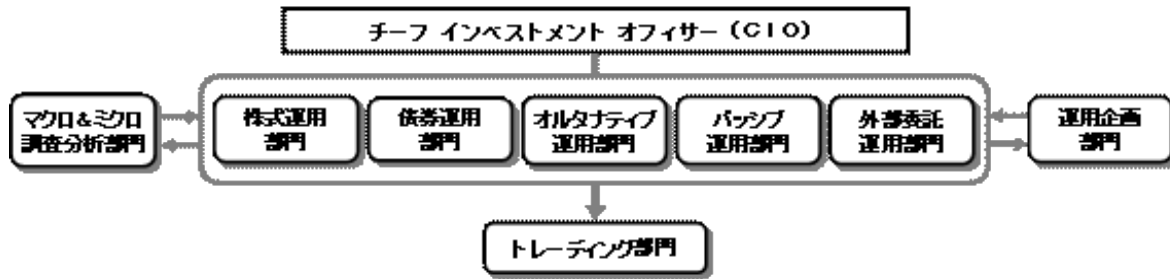 チーフ インベストメント オフィサー（CIO）
マクロ＆ミクロ
調査分析部門
株式運用
部門
債券運用
部門
オルタナティブ
運用部門
パッシブ
運用部門
外部委託
運用部門
運用企画
部門
トレーディング部門